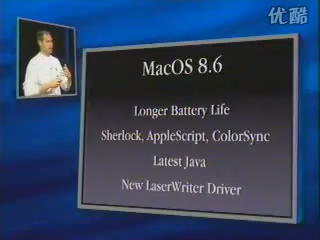 优酷
MacOS 8.6
Longer Battery Life
Sherlock, AppleScript, ColorSync
Latest Java
New LaserWriter Driver